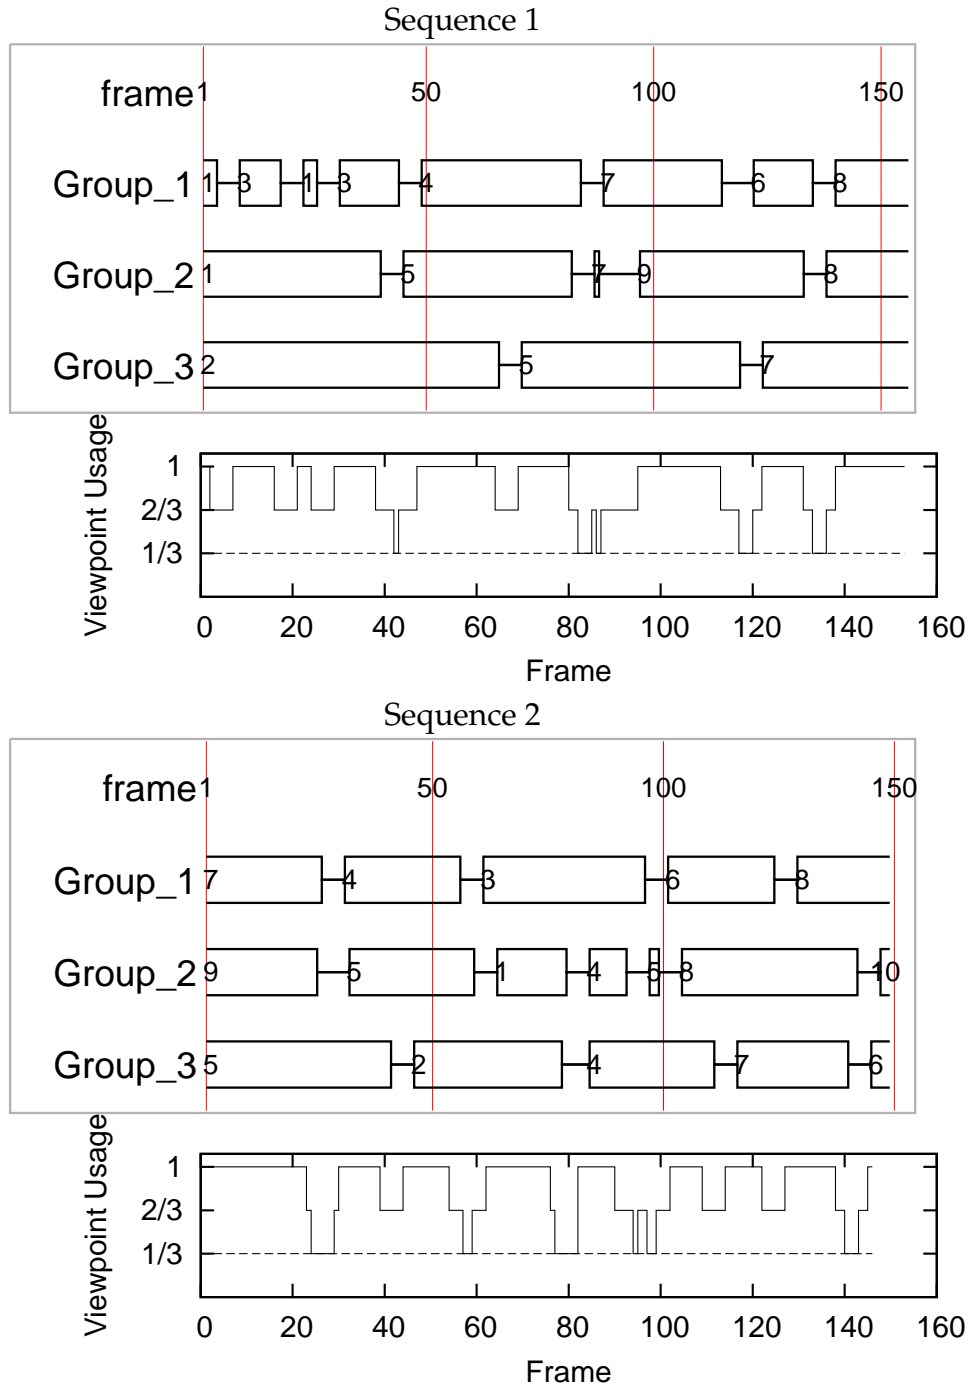 Sequence 1
frame 1 50 100 150
Group_1 1 3 1 3 4 7 6 8
Group_2 1 5 7 9 8
Group_3 2 5 7
Viewpoint Usage
1
2/3
1/3
0 20 40 60 80 100 120 140 160
Frame
Sequence 2
frame 1 50 100 150
Group_1 7 4 3 6 8
Group_2 9 5 1 4 5 8 10
Group_3 5 2 4 7 6
Viewpoint Usage
1
2/3
1/3
0 20 40 60 80 100 120 140 160
Frame